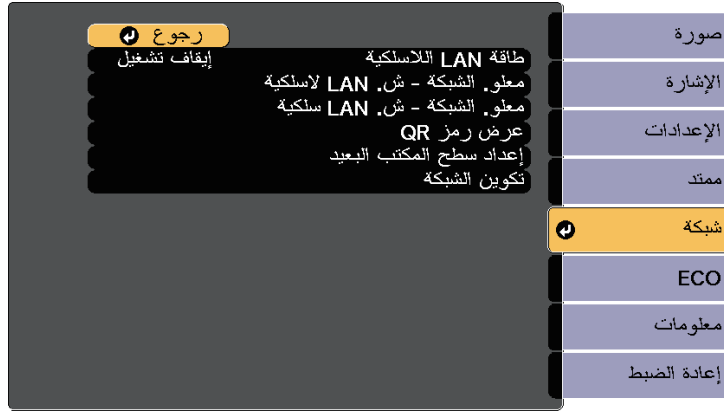 رجوع
طاقة LAN اللاسلكية إيقاف تشغيل
معلو. الشبكة - ش. LAN لاسلكية
معلو. الشبكة - ش. LAN سلكية
عرض رمز QR
إعداد سطح المكتب البعيد
تكوين الشبكة
صورة
الإشارة
الإعدادات
ممتد
شبكة
ECO
معلومات
إعادة الضبط